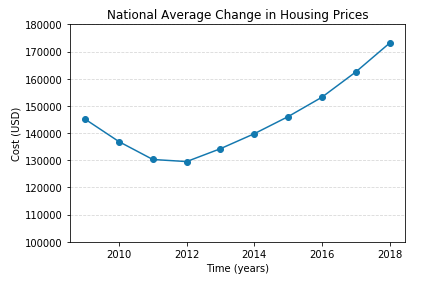 National Average Change in Housing Prices
180000
170000
160000
150000
140000
130000
120000
110000
100000
Cost (USD)
2010 2012 2014 2016 2018
Time (years)